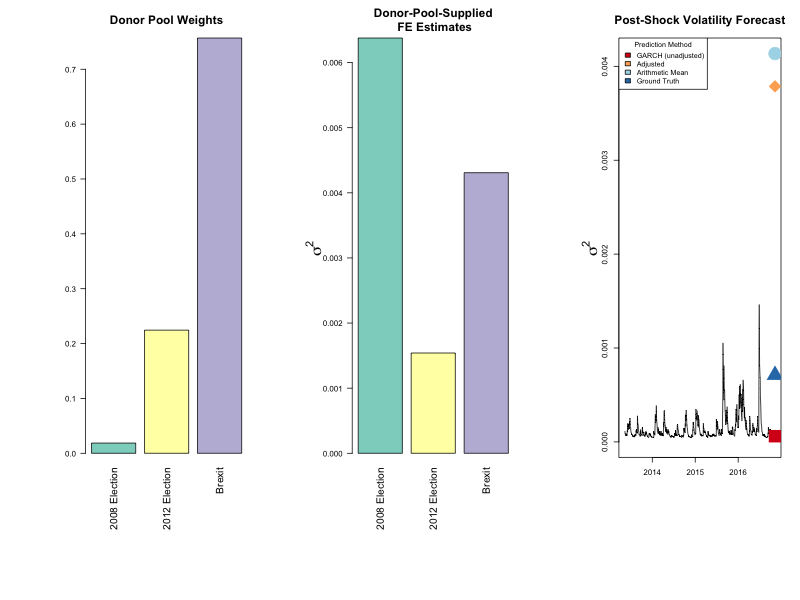 Donor Pool Weights
0.7
0.6
0.5
0.4
0.3
0.2
0.1
0.0
2008 Election
2012 Election
Brexit
Donor-Pool-Supplied
FE Estimates
σ²
0.006
0.005
0.004
0.003
0.002
0.001
0.000
2008 Election
2012 Election
Brexit
Post-Shock Volatility Forecast
σ²
0.004
0.003
0.002
0.001
0.000
Prediction Method
GARCH (unadjusted)
Adjusted
Arithmetic Mean
Ground Truth
2014 2015 2016